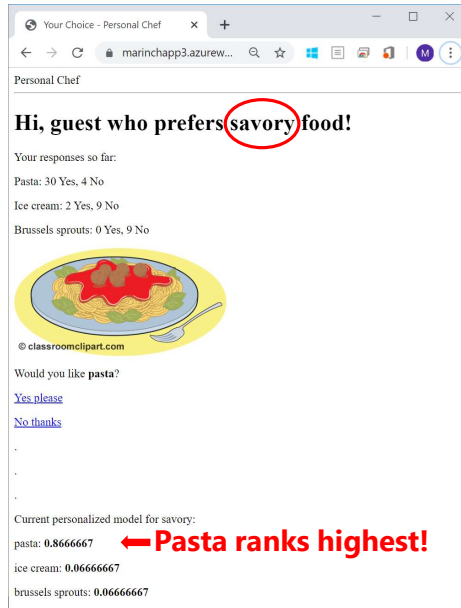 Your Choice - Personal Chef
marinchapp3.azurew...
M
Personal Chef
Hi, guest who prefers savory food!
Your responses so far:
Pasta: 30 Yes, 4 No
Ice cream: 2 Yes, 9 No
Brussels sprouts: 0 Yes, 9 No
© classroomclipart.com
Would you like pasta?
Yes please
No thanks
.
.
.
Current personalized model for savory:
pasta: 0.8666667 Pasta ranks highest!
ice cream: 0.06666667
brussels sprouts: 0.06666667